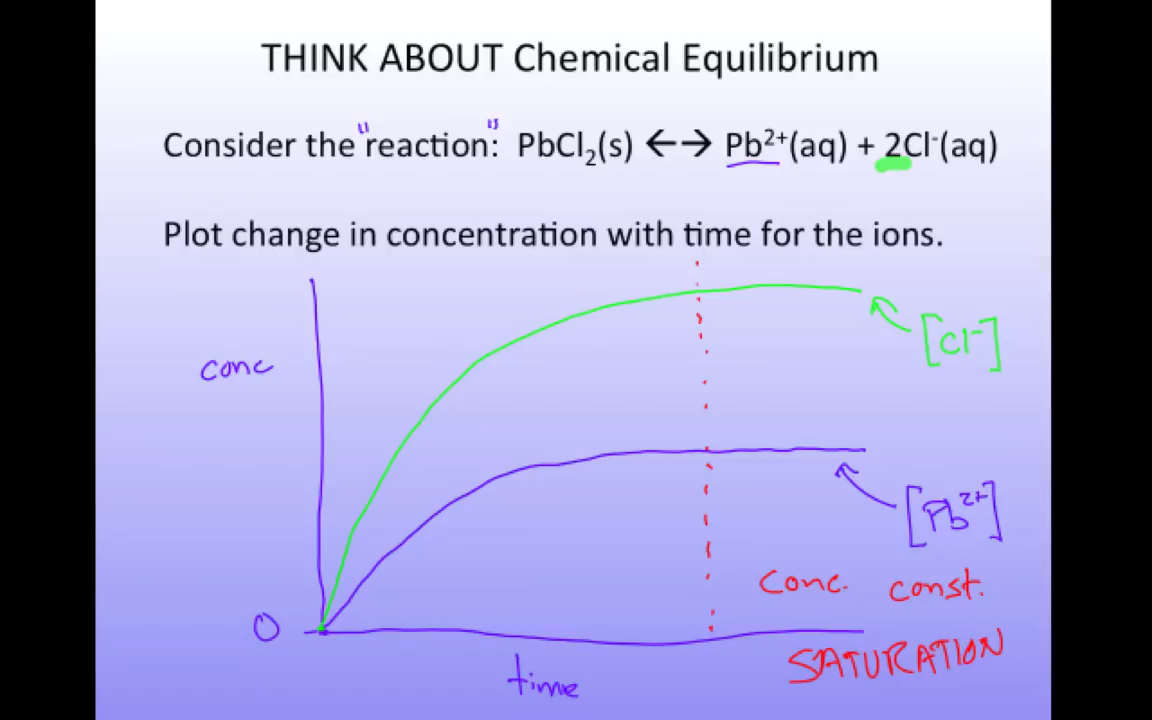 THINK ABOUT Chemical Equilibrium
Consider the "reaction": PbCl₂(s) ←→ Pb²⁺(aq) + 2Cl⁻(aq)
Plot change in concentration with time for the ions.
[Cl⁻]
conc
[Pb²⁺]
conc. const.
0
SATURATION
time